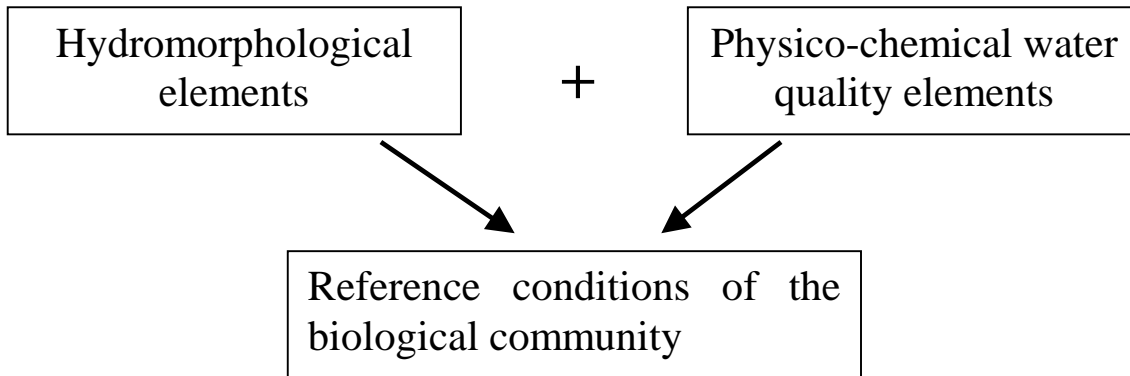 Hydromorphological
elements
+
Physico-chemical water
quality elements
Reference conditions of the
biological community